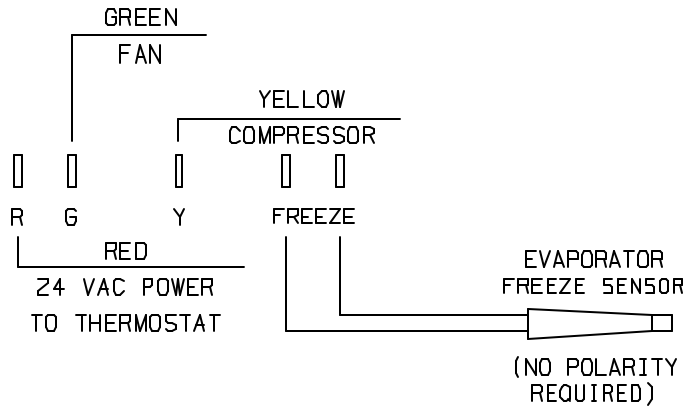 GREEN
FAN
YELLOW
COMPRESSOR
R G Y FREEZE
RED
24 VAC POWER
TO THERMOSTAT
EVAPORATOR
FREEZE SENSOR
(NO POLARITY
REQUIRED)